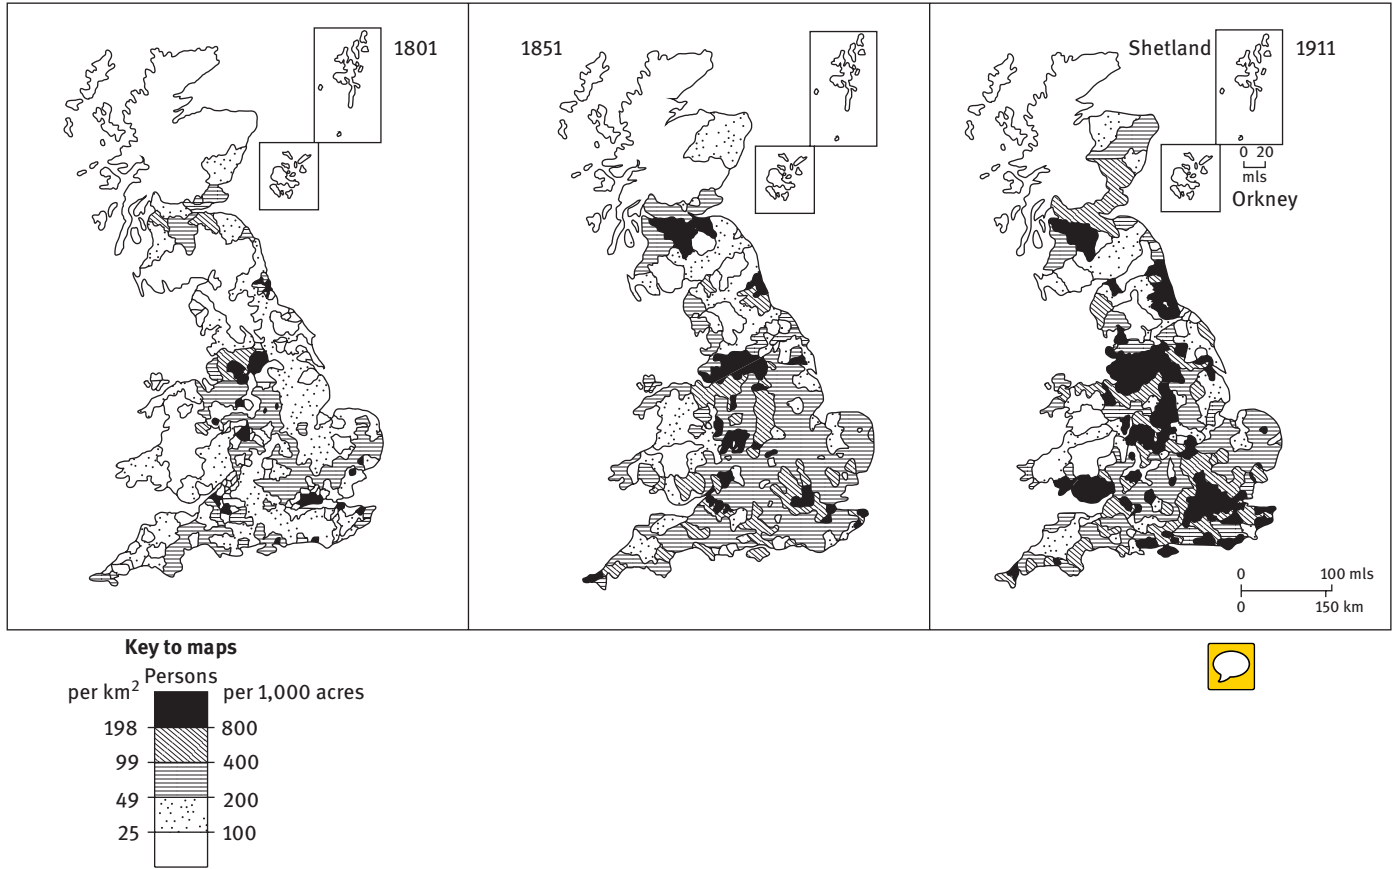 1801
1851
Shetland
1911
0 20
mls
Orkney
0 100 mls
0 150 km
Key to maps
Persons
per km2 per 1,000 acres
198 800
99 400
49 200
25 100